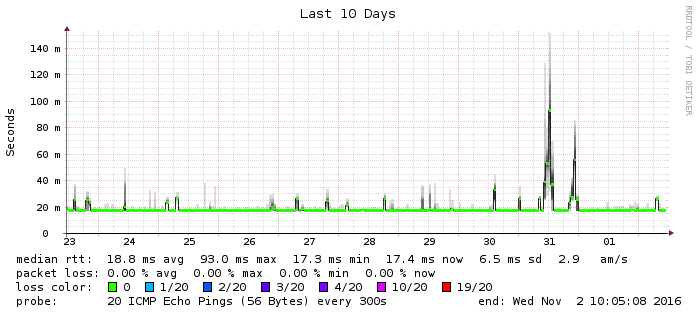 Last 10 Days
RRDTOOL / TOBI OETIKER
Seconds
140 m
120 m
100 m
80 m
60 m
40 m
20 m
0
23 24 25 26 27 28 29 30 31 01
median rtt: 18.8 ms avg 93.0 ms max 17.3 ms min 17.4 ms now 6.5 ms sd 2.9 am/s
packet loss: 0.00 % avg 0.00 % max 0.00 % min 0.00 % now
loss color: 0 1/20 2/20 3/20 4/20 10/20 19/20
probe: 20 ICMP Echo Pings (56 Bytes) every 300s end: Wed Nov 2 10:05:08 2016